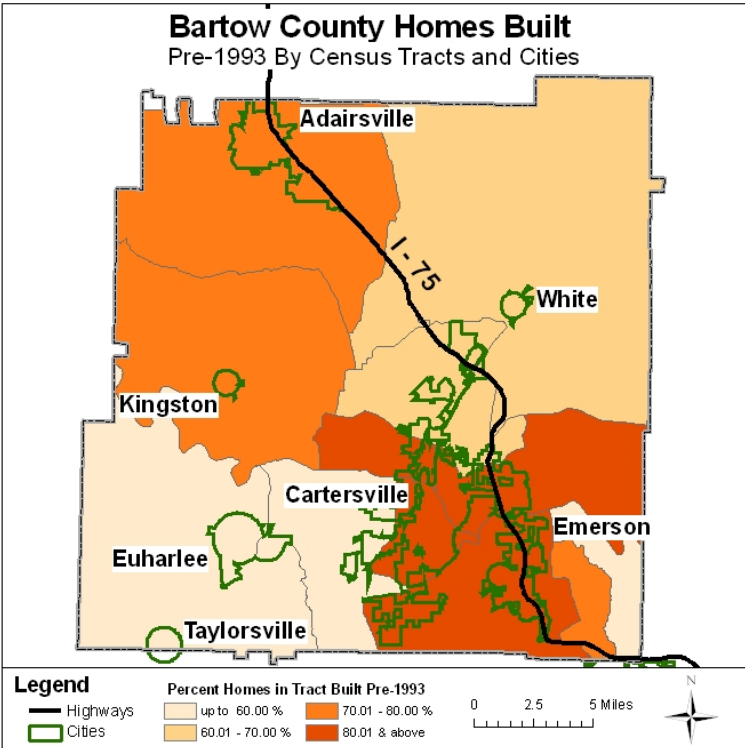 Bartow County Homes Built
Pre-1993 By Census Tracts and Cities
Adairsville
I - 75
White
Kingston
Cartersville
Emerson
Euharlee
Taylorsville
Legend
Highways
Cities
Percent Homes in Tract Built Pre-1993
up to 60.00 %
60.01 - 70.00 %
70.01 - 80.00 %
80.01 & above
0 2.5 5 Miles
N